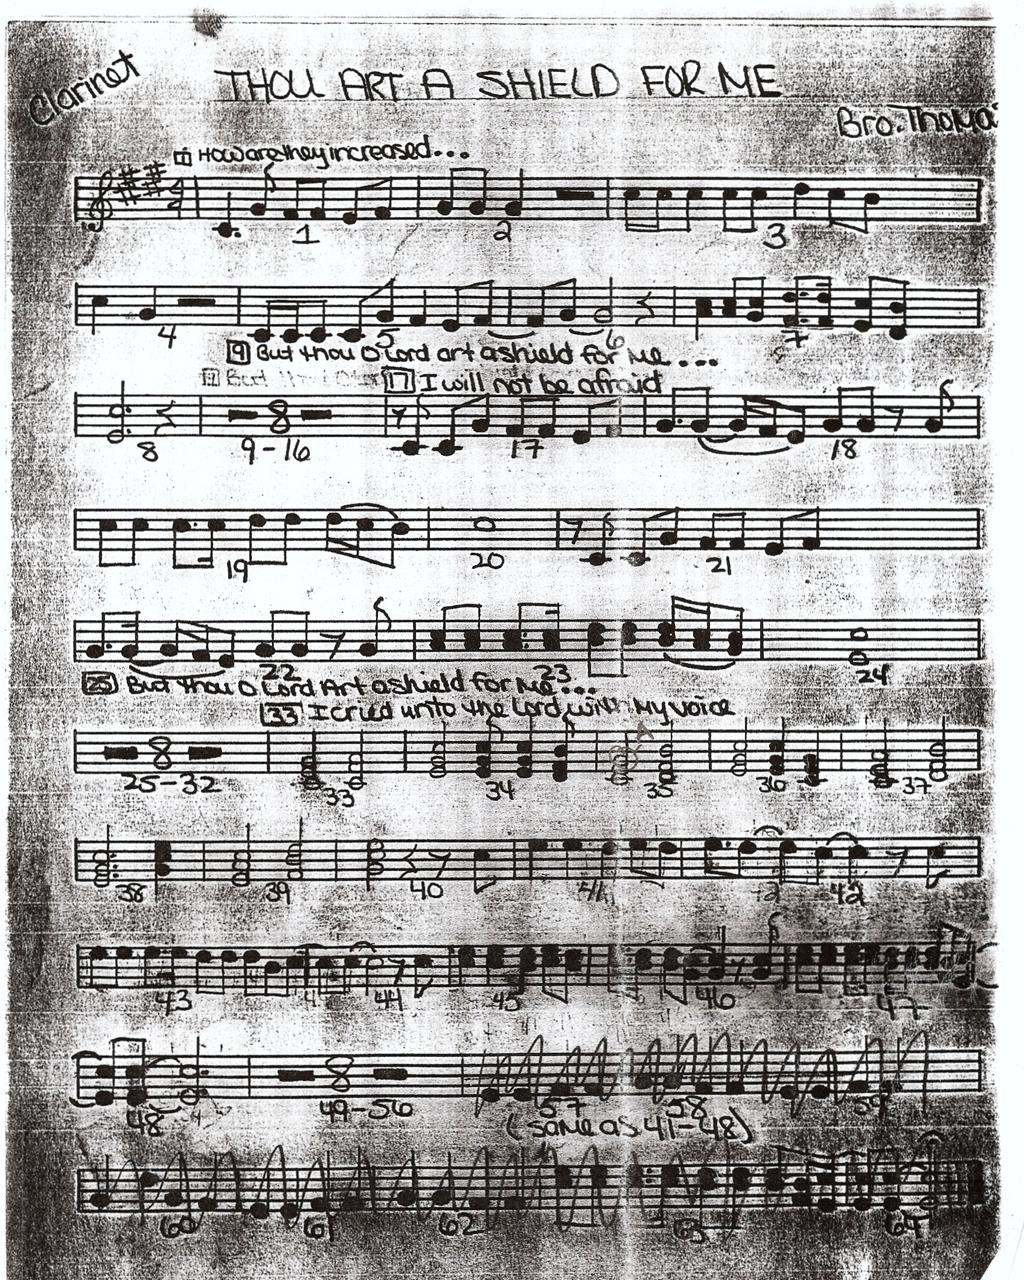 Clarinet
THOU ART A SHIELD FOR ME
Bro. Thoma
1 How are they increased...
1 2 3
4 5 6 7
9 But thou O Lord art a shield for me....
17 I will not be afraid
8 9-16 17 18
19 20 21
22 23 24
25 But thou O Lord Art a shield for Me...
33 I cried unto the Lord with My voice
25-32 33 34 35 36 37
38 39 40 41 42
43 44 45 46 47
48 49-56 57 58 59
(same as 41-48)
60 61 62 63 64